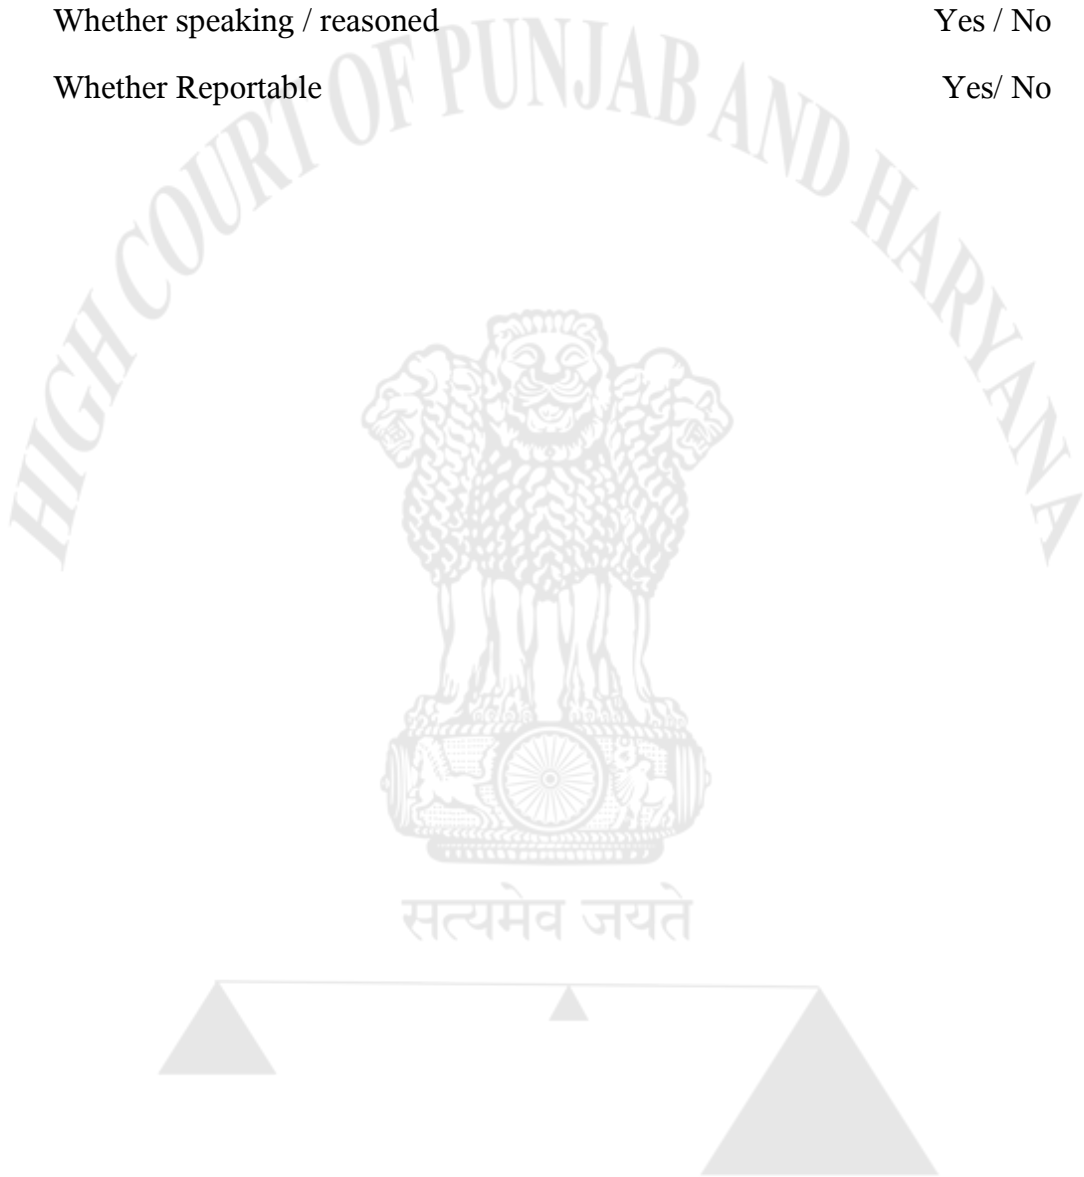 Whether speaking / reasoned Yes / No
Whether Reportable Yes/ No
HIGH COURT OF PUNJAB AND HARYANA
सत्यमेव जयते